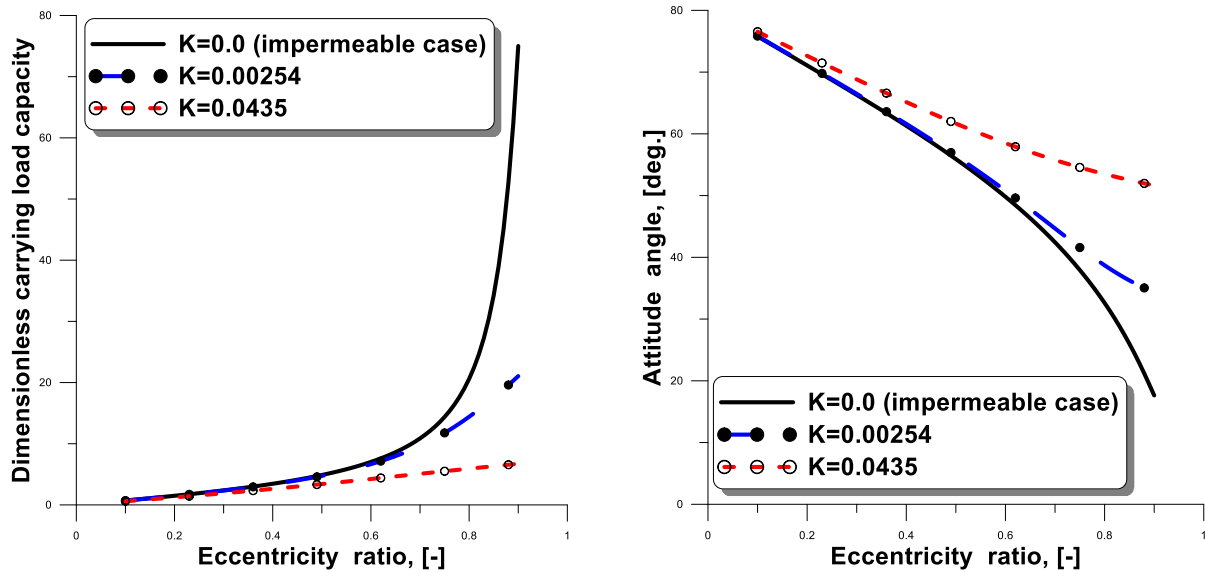 80
60
40
20
0
0
0.2
0.4
0.6
0.8
1
Dimensionless carrying load capacity
Eccentricity ratio, [-]
K=0.0 (impermeable case)
K=0.00254
K=0.0435
80
60
40
20
0
0
0.2
0.4
0.6
0.8
1
Attitude angle, [deg.]
Eccentricity ratio, [-]
K=0.0 (impermeable case)
K=0.00254
K=0.0435